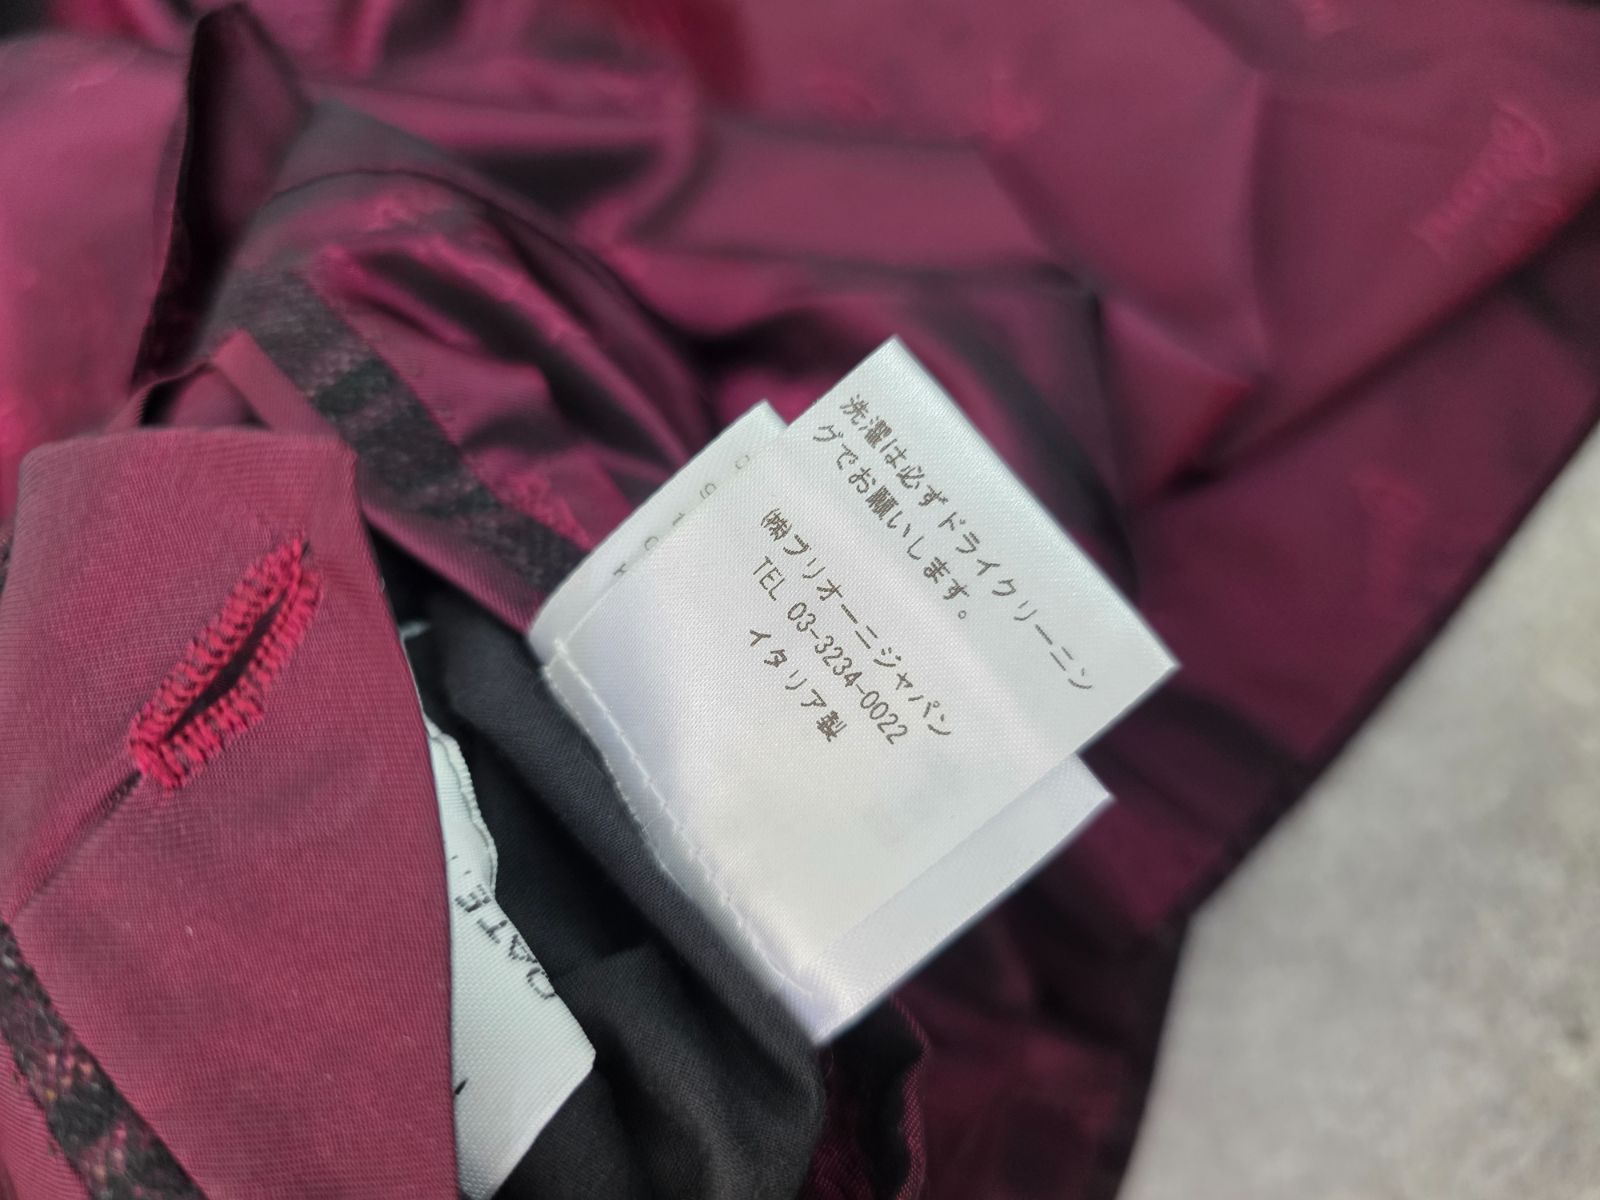 洗濯は必ずドライクリーニン
グでお願いします。
㈱ブリオーニジャパン
TEL 03-3234-0022
イタリア製
Brioni